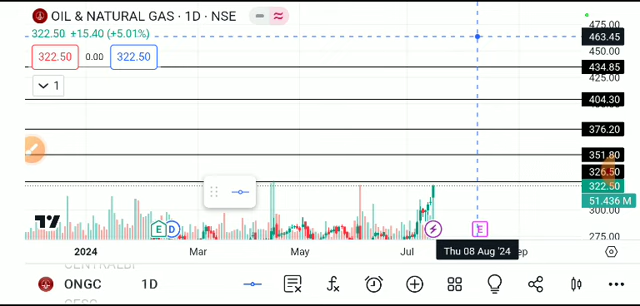 OIL & NATURAL GAS · 1D · NSE
322.50 +15.40 (+5.01%)
322.50 0.00 322.50
1
475.00
463.45
450.00
434.85
425.00
404.30
376.20
351.80
326.50
322.50
51.436 M
300.00
275.00
E D E
2024 Mar May Jul
Thu 08 Aug '24
ONGC 1D